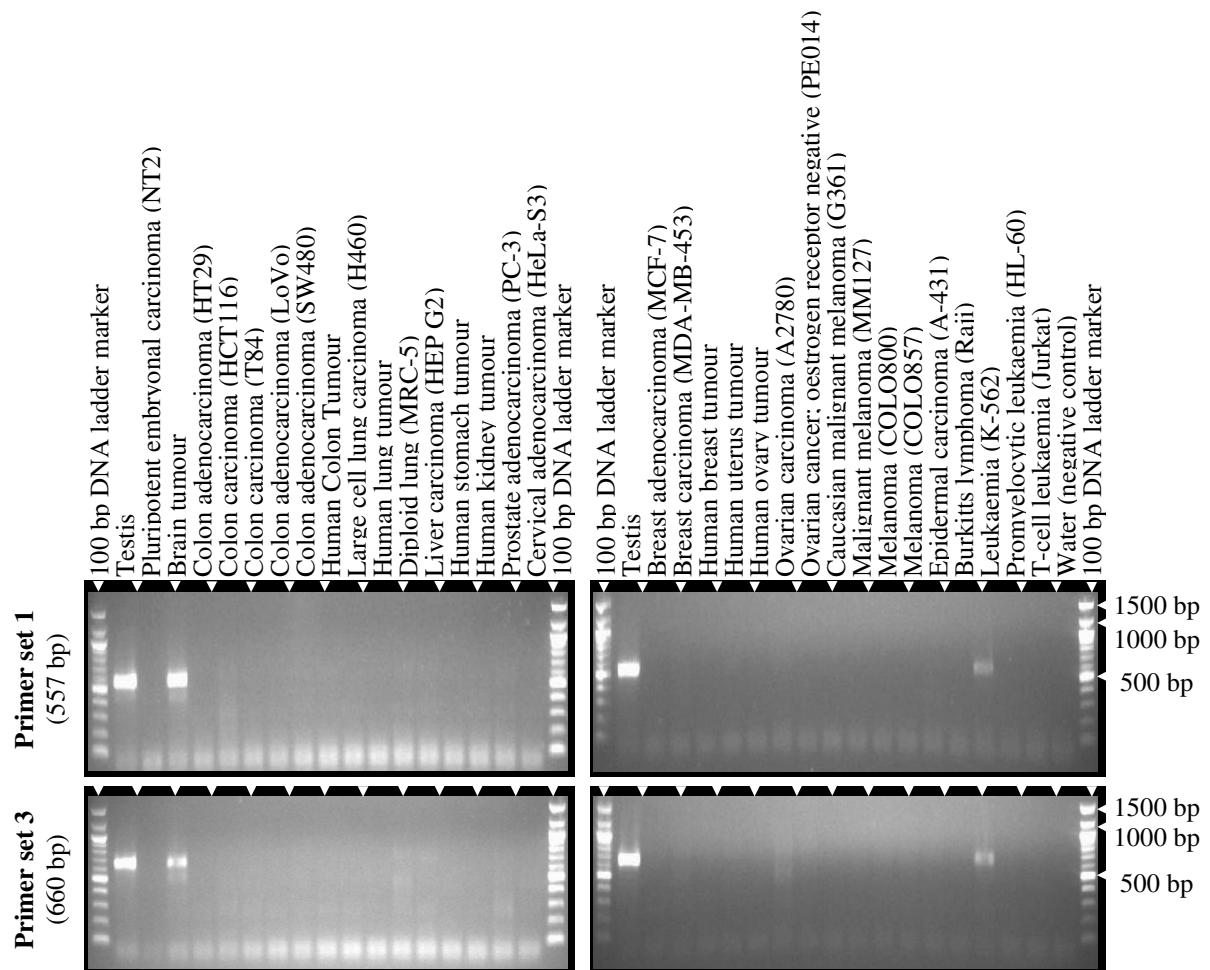 100 bp DNA ladder marker
Testis
Pluripotent embryonal carcinoma (NT2)
Brain tumour
Colon adenocarcinoma (HT29)
Colon carcinoma (HCT116)
Colon carcinoma (T84)
Colon adenocarcinoma (LoVo)
Colon adenocarcinoma (SW480)
Human Colon Tumour
Large cell lung carcinoma (H460)
Human lung tumour
Diploid lung (MRC-5)
Liver carcinoma (HEP G2)
Human stomach tumour
Human kidney tumour
Prostate adenocarcinoma (PC-3)
Cervical adenocarcinoma (HeLa-S3)
100 bp DNA ladder marker
100 bp DNA ladder marker
Testis
Breast adenocarcinoma (MCF-7)
Breast carcinoma (MDA-MB-453)
Human breast tumour
Human uterus tumour
Human ovary tumour
Ovarian carcinoma (A2780)
Ovarian cancer; oestrogen receptor negative (PE014)
Caucasian malignant melanoma (G361)
Malignant melanoma (MM127)
Melanoma (COLO800)
Melanoma (COLO857)
Epidermal carcinoma (A-431)
Burkitts lymphoma (Raji)
Leukaemia (K-562)
Promyelocytic leukaemia (HL-60)
T-cell leukaemia (Jurkat)
Water (negative control)
100 bp DNA ladder marker
Primer set 1
(557 bp)
1500 bp
1000 bp
500 bp
Primer set 3
(660 bp)
1500 bp
1000 bp
500 bp